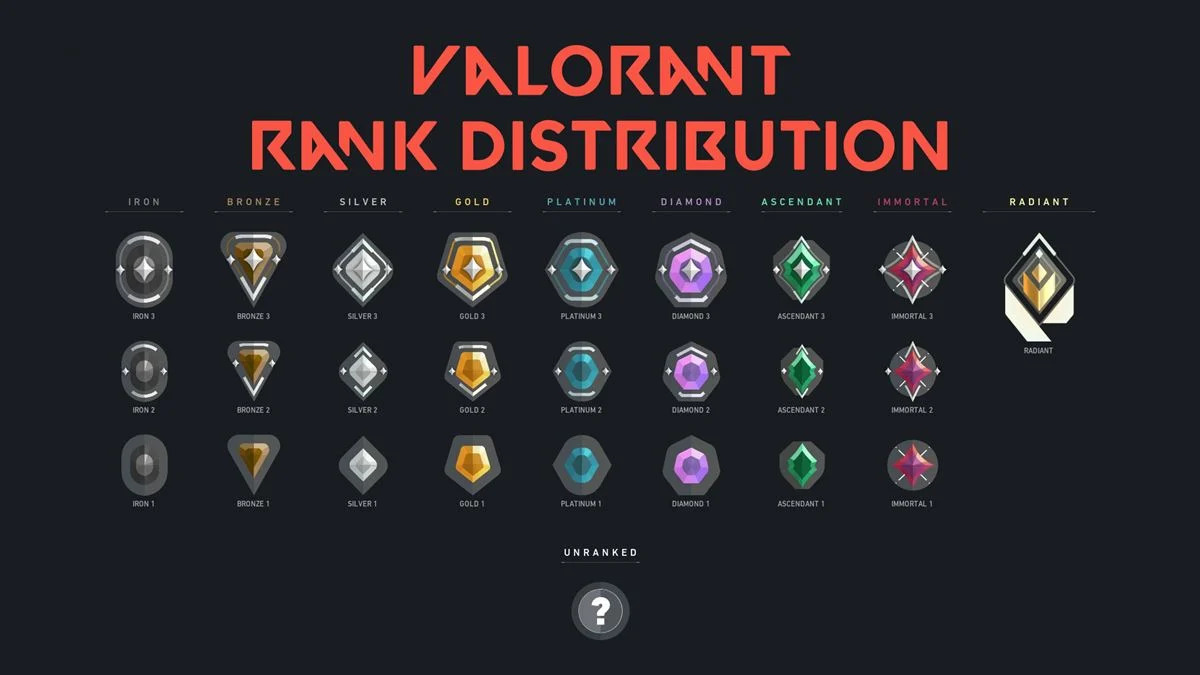 VALORANT
RANK DISTRIBUTION
IRON BRONZE SILVER GOLD PLATINUM DIAMOND ASCENDANT IMMORTAL RADIANT
IRON 3 BRONZE 3 SILVER 3 GOLD 3 PLATINUM 3 DIAMOND 3 ASCENDANT 3 IMMORTAL 3
RADIANT
IRON 2 BRONZE 2 SILVER 2 GOLD 2 PLATINUM 2 DIAMOND 2 ASCENDANT 2 IMMORTAL 2
IRON 1 BRONZE 1 SILVER 1 GOLD 1 PLATINUM 1 DIAMOND 1 ASCENDANT 1 IMMORTAL 1
UNRANKED
?